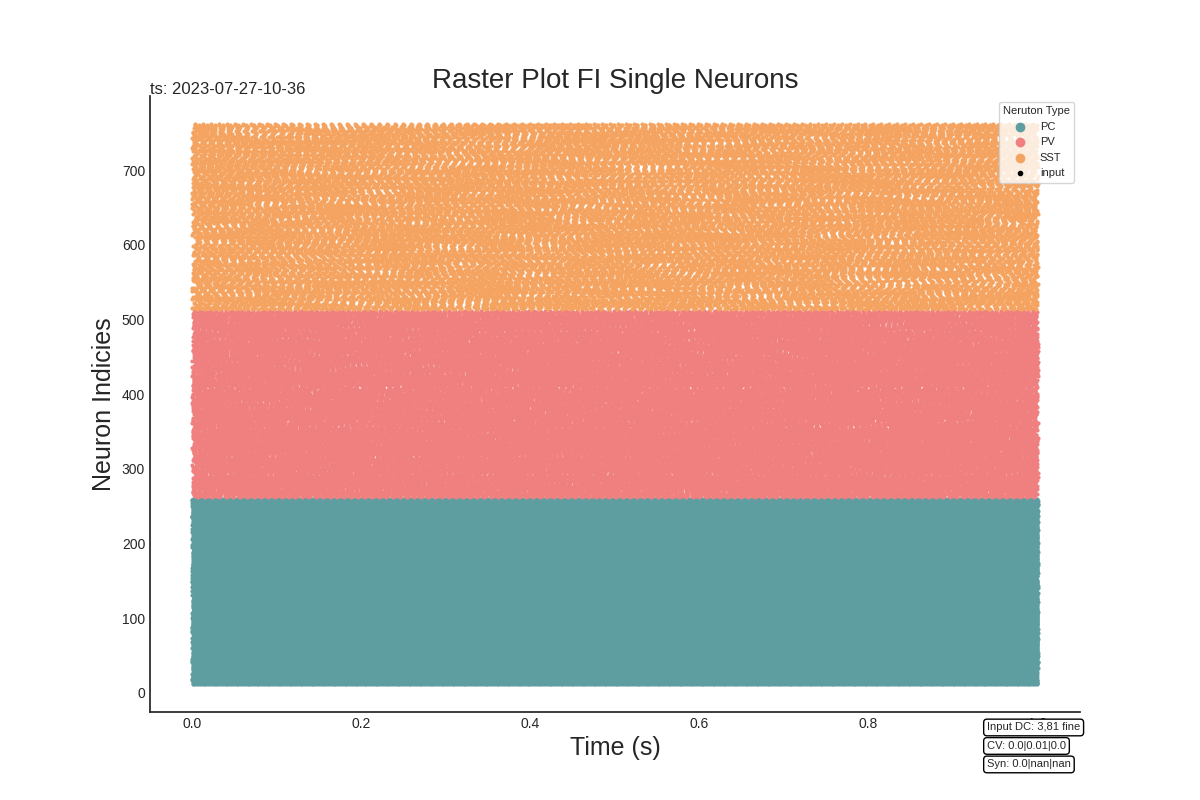 Raster Plot FI Single Neurons
ts: 2023-07-27-10-36
Neruton Type
PC
PV
SST
input
Neuron Indicies
700
600
500
400
300
200
100
0
0.0 0.2 0.4 0.6 0.8
Time (s)
Input DC: 3,81 fine
CV: 0.0|0.01|0.0
Syn: 0.0|nan|nan